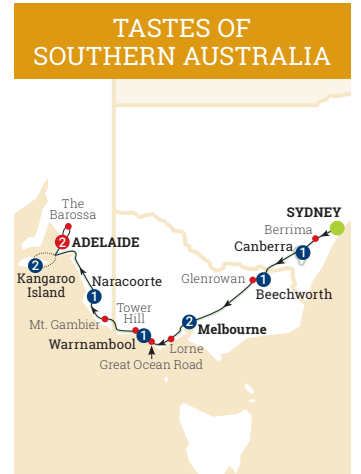 TASTES OF
SOUTHERN AUSTRALIA
The
Barossa
2
ADELAIDE
2
Kangaroo
Island
Naracoorte
1
Mt. Gambier
Tower
Hill
Warrnambool
1
Great Ocean Road
Lorne
2
Melbourne
Glenrowan
1
Beechworth
Canberra
1
Berrima
SYDNEY